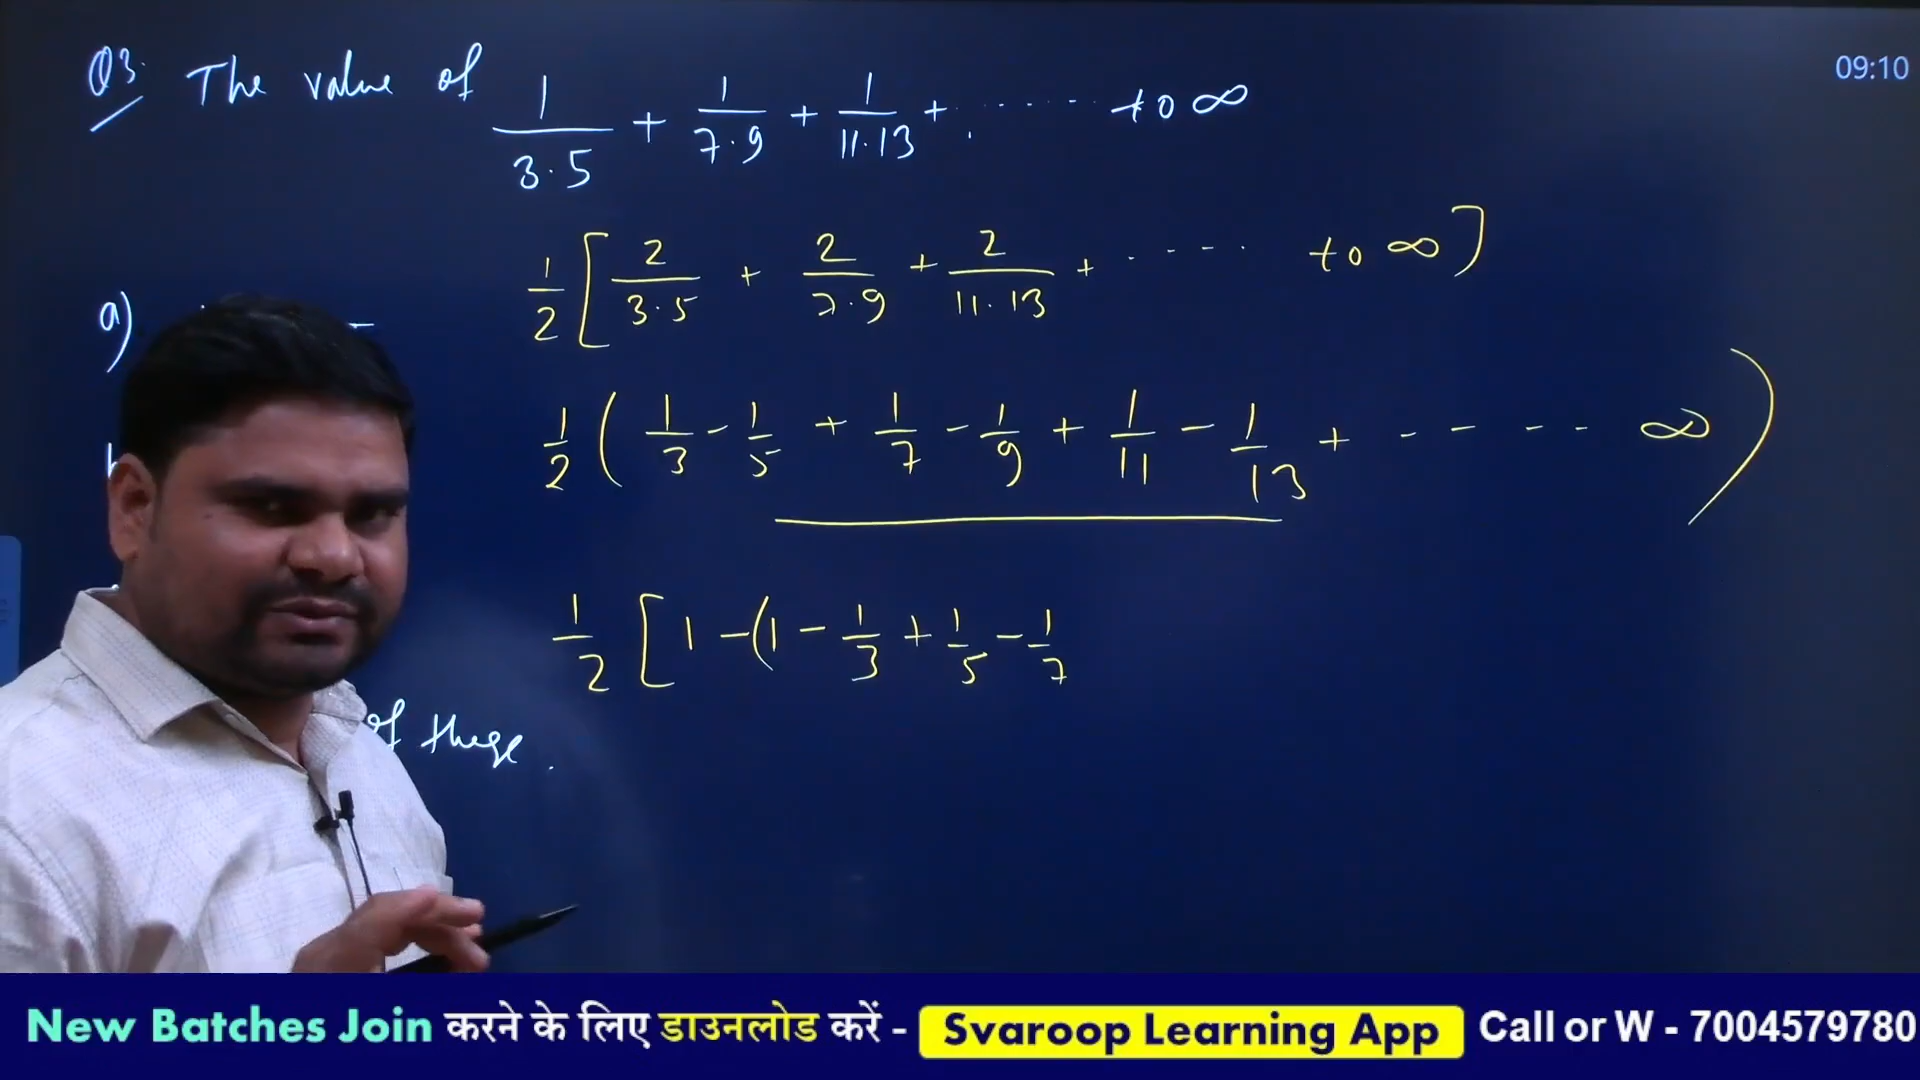 09:10
Q3. The value of 1/3·5 + 1/7·9 + 1/11·13 + ....... to ∞
1/2 [ 2/3·5 + 2/7·9 + 2/11·13 + ..... to ∞ ]
a)
1/2 ( 1/3 - 1/5 + 1/7 - 1/9 + 1/11 - 1/13 + - - - - ∞ )
1/2 [ 1 - (1 - 1/3 + 1/5 - 1/7
of these.
New Batches Join करने के लिए डाउनलोड करें - Svaroop Learning App Call or W - 7004579780